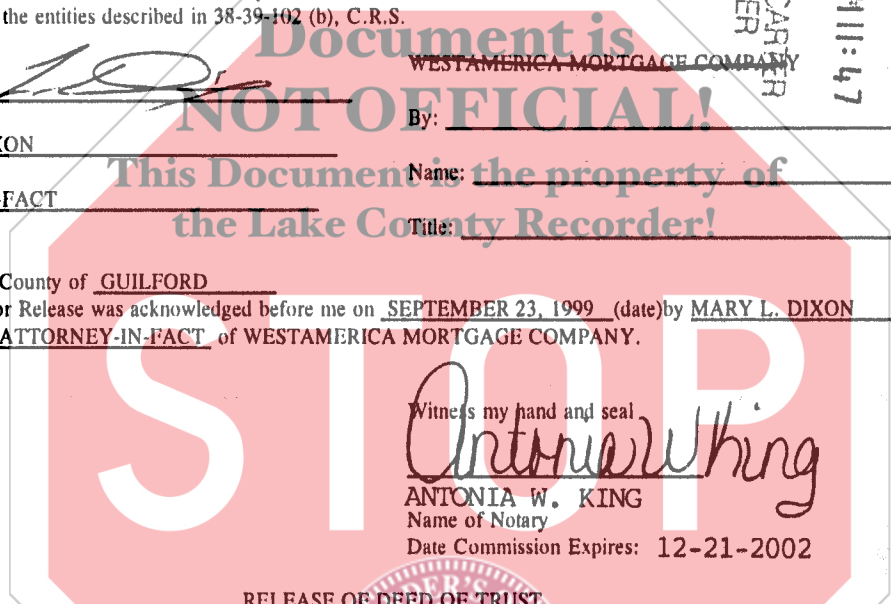 the entities described in 38-39-102 (b), C.R.S.
Document is
WESTAMERICA MORTGAGE COMPANY
NOT OFFICIAL!
By:
ON
This Document is the property of
Name:
-FACT
the Lake County Recorder!
Title:
County of GUILFORD
or Release was acknowledged before me on SEPTEMBER 23, 1999 (date)by MARY L. DIXON
ATTORNEY-IN-FACT of WESTAMERICA MORTGAGE COMPANY.
STOP
Witness my hand and seal
Antonia W King
ANTONIA W. KING
Name of Notary
Date Commission Expires: 12-21-2002
RELEASE OF DEED OF TRUST